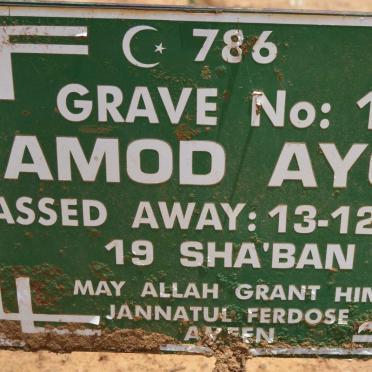 786
GRAVE No: 1
AMOD AY
ASSED AWAY: 13-12
19 SHA'BAN
MAY ALLAH GRANT HIM
JANNATUL FERDOSE
AMEEN